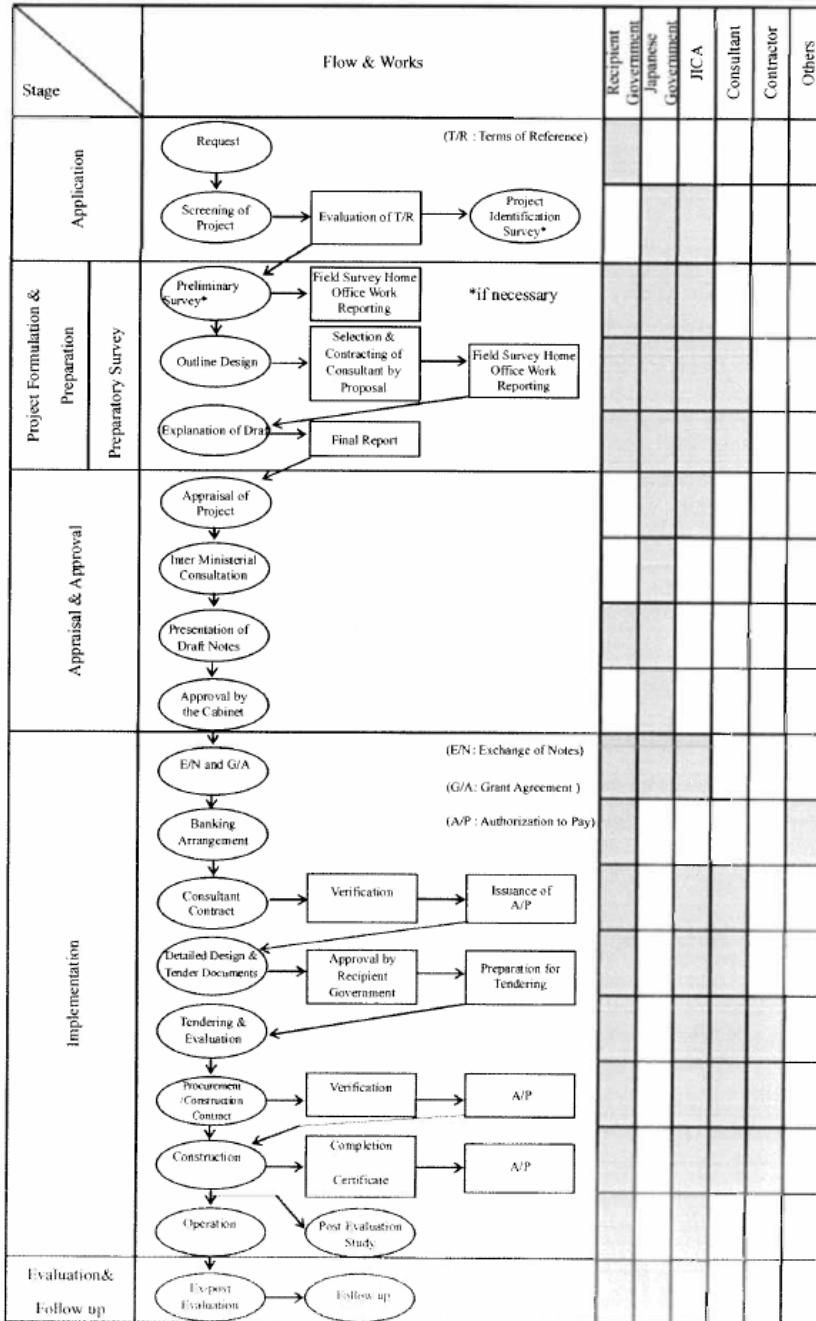 Stage
Flow & Works
Recipient
Government
Japanese
Government
JICA
Consultant
Contractor
Others
Application
Request
(T/R : Terms of Reference)
Screening of
Project
Evaluation of T/R
Project
Identification
Survey*
Project Formulation &
Preparation
Preparatory Survey
Preliminary
Survey*
Field Survey Home
Office Work
Reporting
*if necessary
Outline Design
Selection &
Contracting of
Consultant by
Proposal
Field Survey Home
Office Work
Reporting
Explanation of Draf
Final Report
Appraisal & Approval
Appraisal of
Project
Inter Ministerial
Consultation
Presentation of
Draft Notes
Approval by
the Cabinet
Implementation
E/N and G/A
(E/N: Exchange of Notes)
(G/A: Grant Agreement )
(A/P : Authorization to Pay)
Banking
Arrangement
Consultant
Contract
Verification
Issuance of
A/P
Detailed Design &
Tender Documents
Approval by
Recipient
Government
Preparation for
Tendering
Tendering &
Evaluation
Procurement
/Construction
Contract
Verification
A/P
Construction
Completion
Certificate
A/P
Operation
Post Evaluation
Study
Evaluation&
Follow up
Ex-post
Evaluation
Follow up